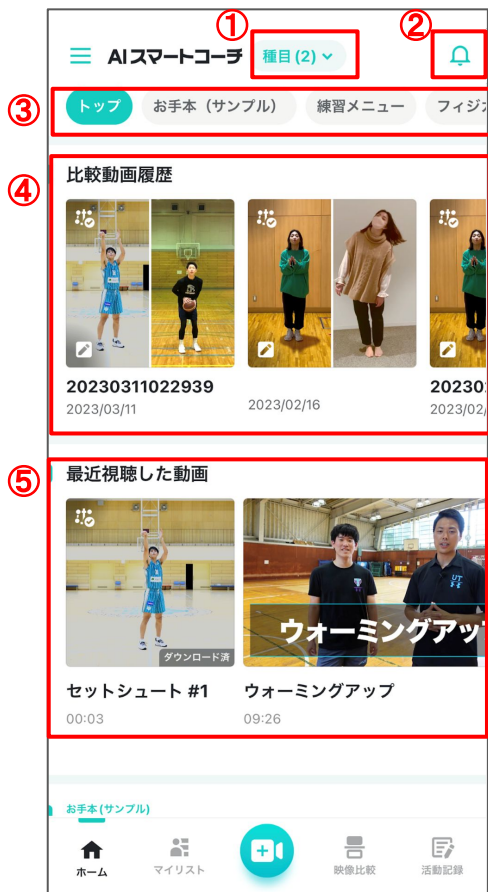 ①
②
AIスマートコーチ 種目(2)
③
トップ お手本（サンプル） 練習メニュー フィジカ
④
比較動画履歴
20230311022939
2023/03/11
2023/02/16
20230
2023/02/
⑤
最近視聴した動画
UT
ウォーミングアップ
ダウンロード済
セットシュート #1
00:03
ウォーミングアップ
09:26
お手本(サンプル)
ホーム マイリスト 映像比較 活動記録